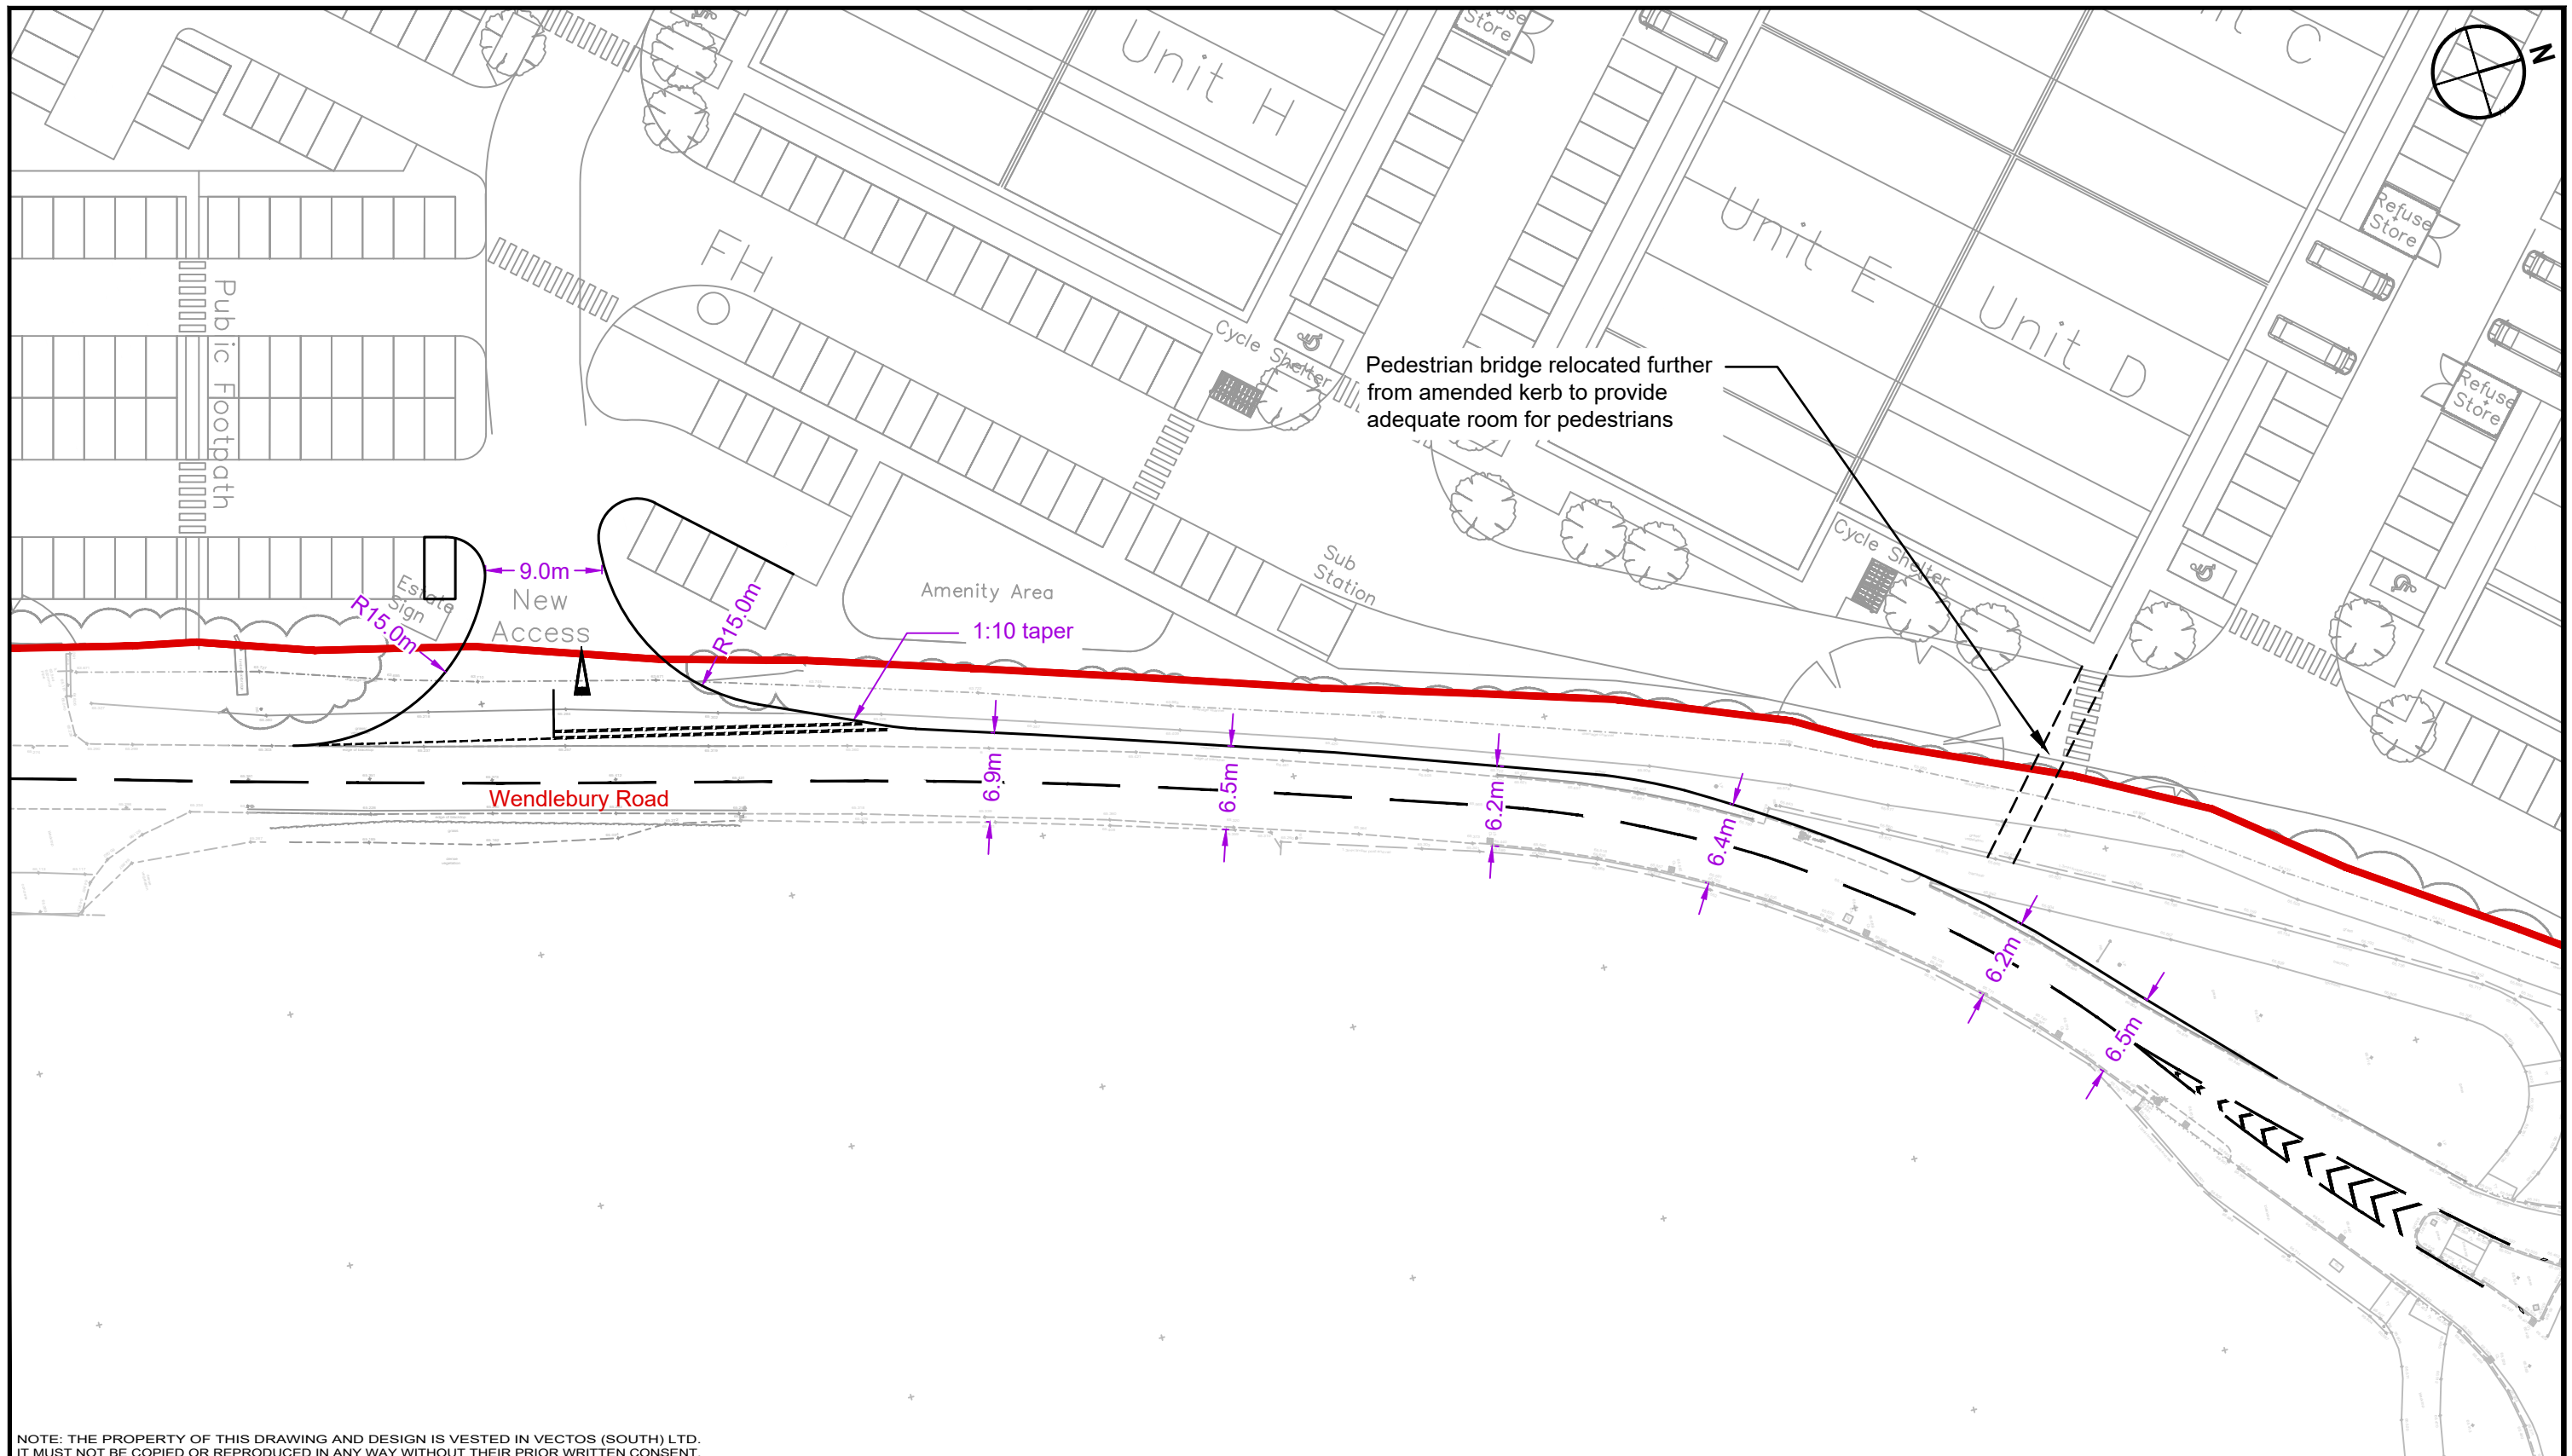 Unit H
Refuse
Store
Unit C
N
Refuse
Store
Unit E
Unit D
Refuse
Store
FH
Public Footpath
Cycle Shelter
Pedestrian bridge relocated further
from amended kerb to provide
adequate room for pedestrians
Cycle Shelter
Sub
Station
Amenity Area
9.0m
New
Access
Estate
Sign
R15.0m
R15.0m
1:10 taper
Wendlebury Road
6.9m
6.5m
6.2m
6.4m
6.2m
6.5m
NOTE: THE PROPERTY OF THIS DRAWING AND DESIGN IS VESTED IN VECTOS (SOUTH) LTD.
IT MUST NOT BE COPIED OR REPRODUCED IN ANY WAY WITHOUT THEIR PRIOR WRITTEN CONSENT.